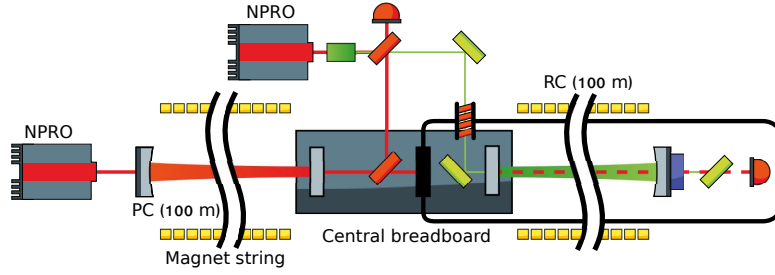 NPRO
RC (100 m)
NPRO
PC (100 m)
Central breadboard
Magnet string